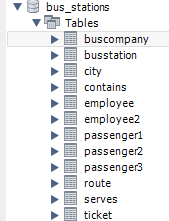 bus_stations
Tables
buscompany
busstation
city
contains
employee
employee2
passenger1
passenger2
passenger3
route
serves
ticket